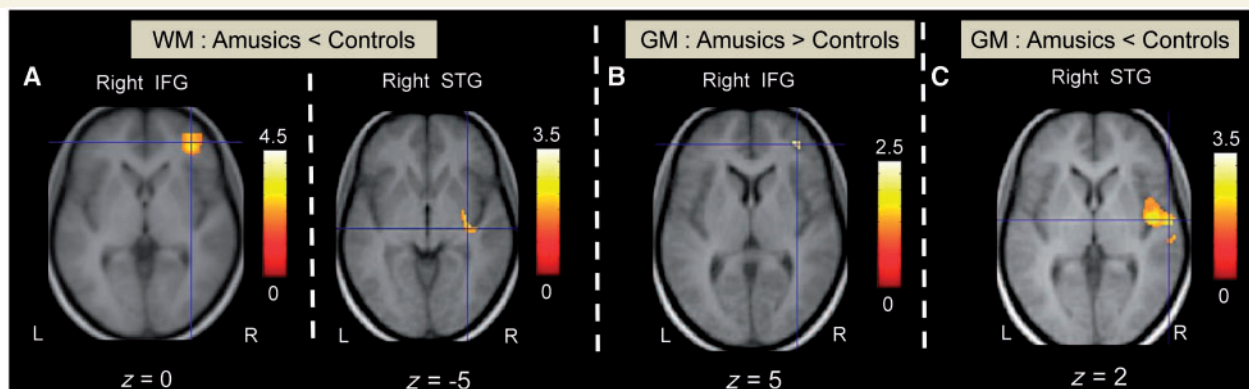 WM : Amusics < Controls
GM : Amusics > Controls
GM : Amusics < Controls
A
Right IFG
Right STG
B
Right IFG
C
Right STG
4.5
0
3.5
0
2.5
0
3.5
0
L
R
L
R
L
R
z = 0
z = -5
z = 5
z = 2